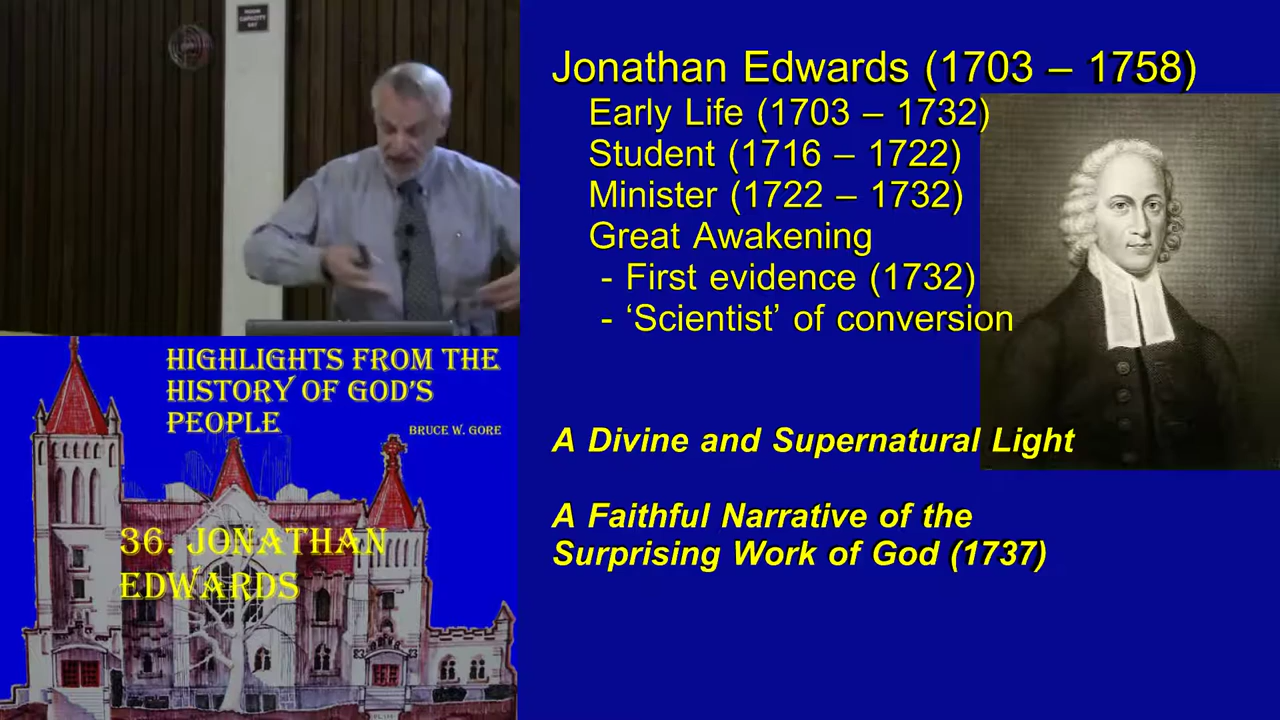 ROOM
CAPACITY
Jonathan Edwards (1703 – 1758)
Early Life (1703 – 1732)
Student (1716 – 1722)
Minister (1722 – 1732)
Great Awakening
- First evidence (1732)
- ‘Scientist’ of conversion
A Divine and Supernatural Light
A Faithful Narrative of the
Surprising Work of God (1737)
HIGHLIGHTS FROM THE
HISTORY OF GOD'S
PEOPLE
BRUCE W. GORE
36. JONATHAN
EDWARDS